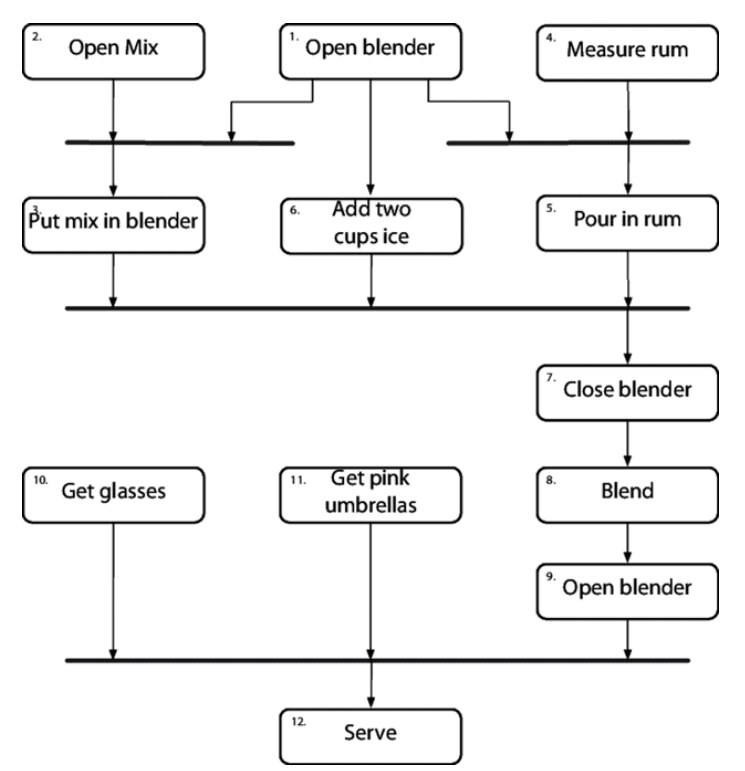 2. Open Mix
1. Open blender
4. Measure rum
3. Put mix in blender
6. Add two
cups ice
5. Pour in rum
7. Close blender
10. Get glasses
11. Get pink
umbrellas
8. Blend
9. Open blender
12. Serve